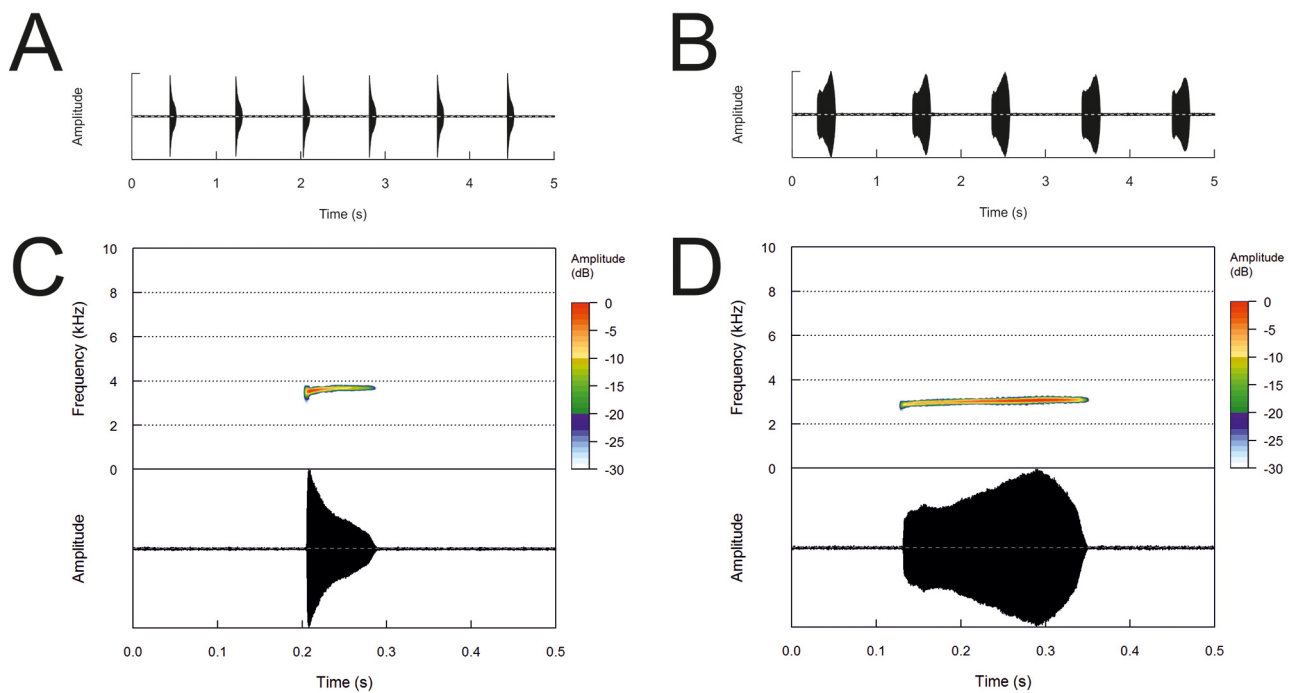 A
Amplitude
0 1 2 3 4 5
Time (s)
B
Amplitude
0 1 2 3 4 5
Time (s)
C
10
8
6
4
2
0
Frequency (kHz)
Amplitude
(dB)
0
-5
-10
-15
-20
-25
-30
Amplitude
0.0 0.1 0.2 0.3 0.4 0.5
Time (s)
D
10
8
6
4
2
0
Frequency (kHz)
Amplitude
(dB)
0
-5
-10
-15
-20
-25
-30
Amplitude
0.0 0.1 0.2 0.3 0.4 0.5
Time (s)